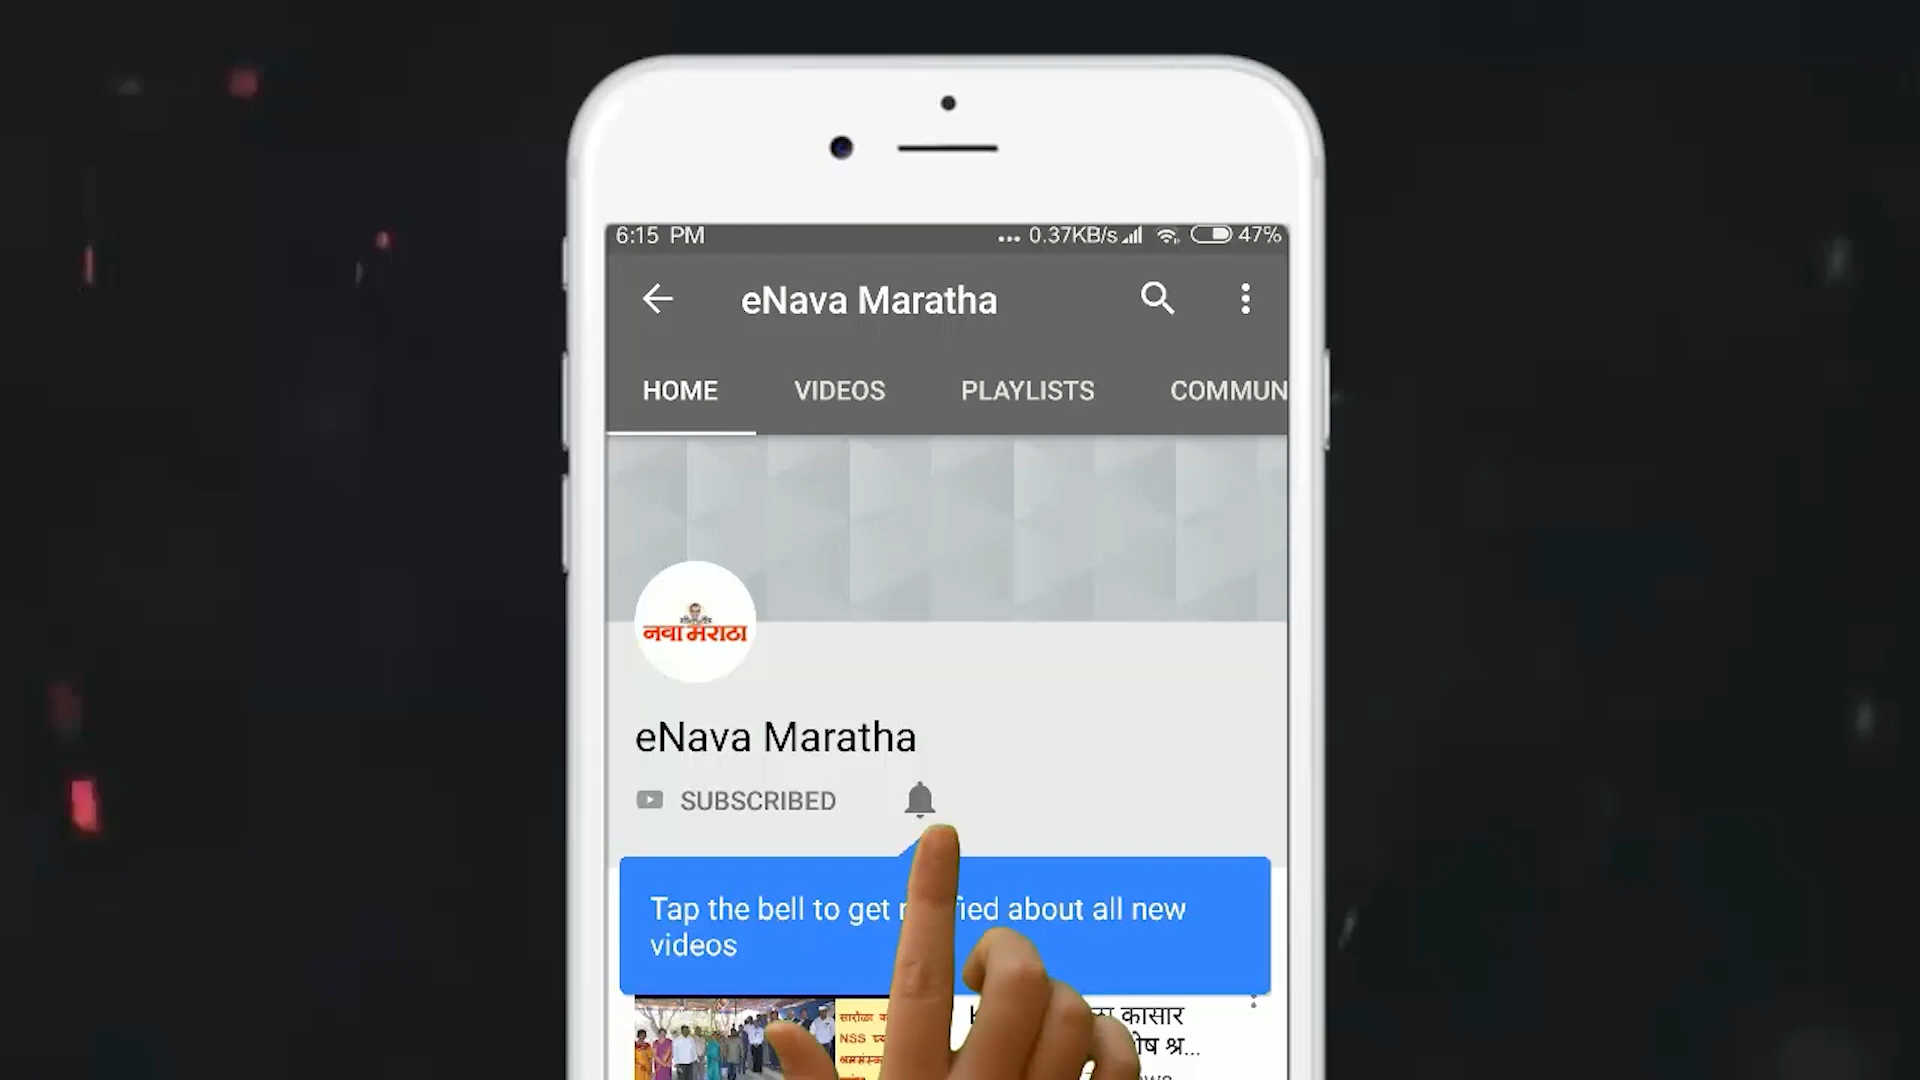 6:15 PM
0.37KB/s
47%
eNava Maratha
HOME VIDEOS PLAYLISTS COMMUN
नवा मराठा
eNava Maratha
SUBSCRIBED
Tap the bell to get about all new
videos
सारोळा
NSS
कासार
श्र...